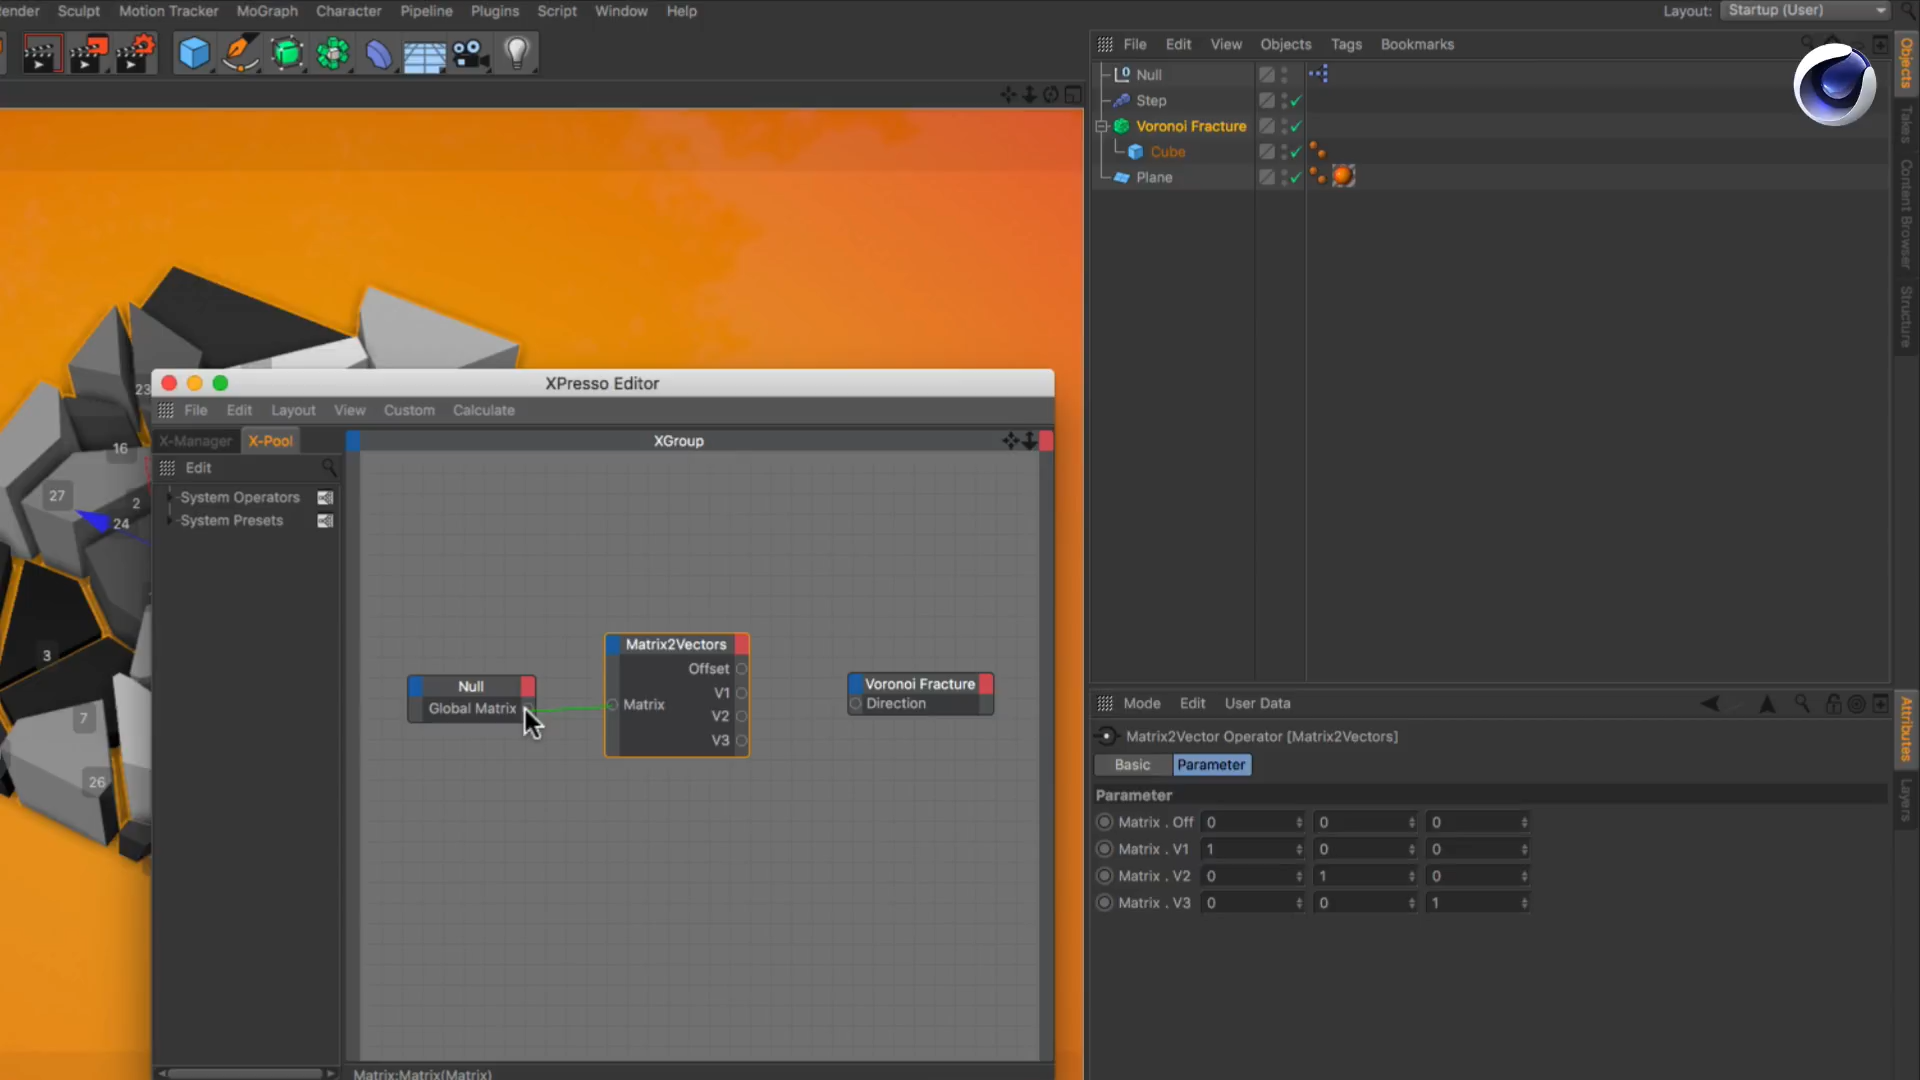 ender Sculpt Motion Tracker MoGraph Character Pipeline Plugins Script Window Help
Layout: Startup (User)
File Edit View Objects Tags Bookmarks
Null
Step
Voronoi Fracture
Cube
Plane
Objects
Takes
Content Browser
Structure
23
16
27
2
24
3
7
26
XPresso Editor
File Edit Layout View Custom Calculate
X-Manager X-Pool
XGroup
Edit
System Operators
System Presets
Null
Global Matrix
Matrix2Vectors
Offset
V1
Matrix
V2
V3
Voronoi Fracture
Direction
Matrix:Matrix(Matrix)
Mode Edit User Data
Matrix2Vector Operator [Matrix2Vectors]
Basic Parameter
Parameter
Matrix . Off 0 0 0
Matrix . V1 1 0 0
Matrix . V2 0 1 0
Matrix . V3 0 0 1
Attributes
Layers